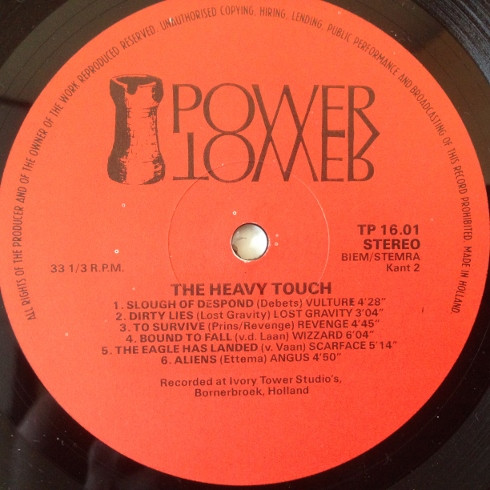 ALL RIGHTS OF THE PRODUCER AND OF THE OWNER OF THE WORK REPRODUCED RESERVED. UNAUTHORISED COPYING, HIRING, LENDING, PUBLIC PERFORMANCE AND BROADCASTING OF THIS RECORD PROHIBITED. MADE IN HOLLAND.
POWER
TOWER
TP 16.01
STEREO
BIEM/STEMRA
33 1/3 R.P.M.
Kant 2
THE HEAVY TOUCH
1. SLOUGH OF DESPOND (Debets) VULTURE 4'28"
2. DIRTY LIES (Lost Gravity) LOST GRAVITY 3'04"
3. TO SURVIVE (Prins/Revenge) REVENGE 4'45"
4. BOUND TO FALL (v.d. Laan) WIZZARD 6'04"
5. THE EAGLE HAS LANDED (v. Vaan) SCARFACE 5'14"
6. ALIENS (Ettema) ANGUS 4'50"
Recorded at Ivory Tower Studio's,
Bornerbroek, Holland